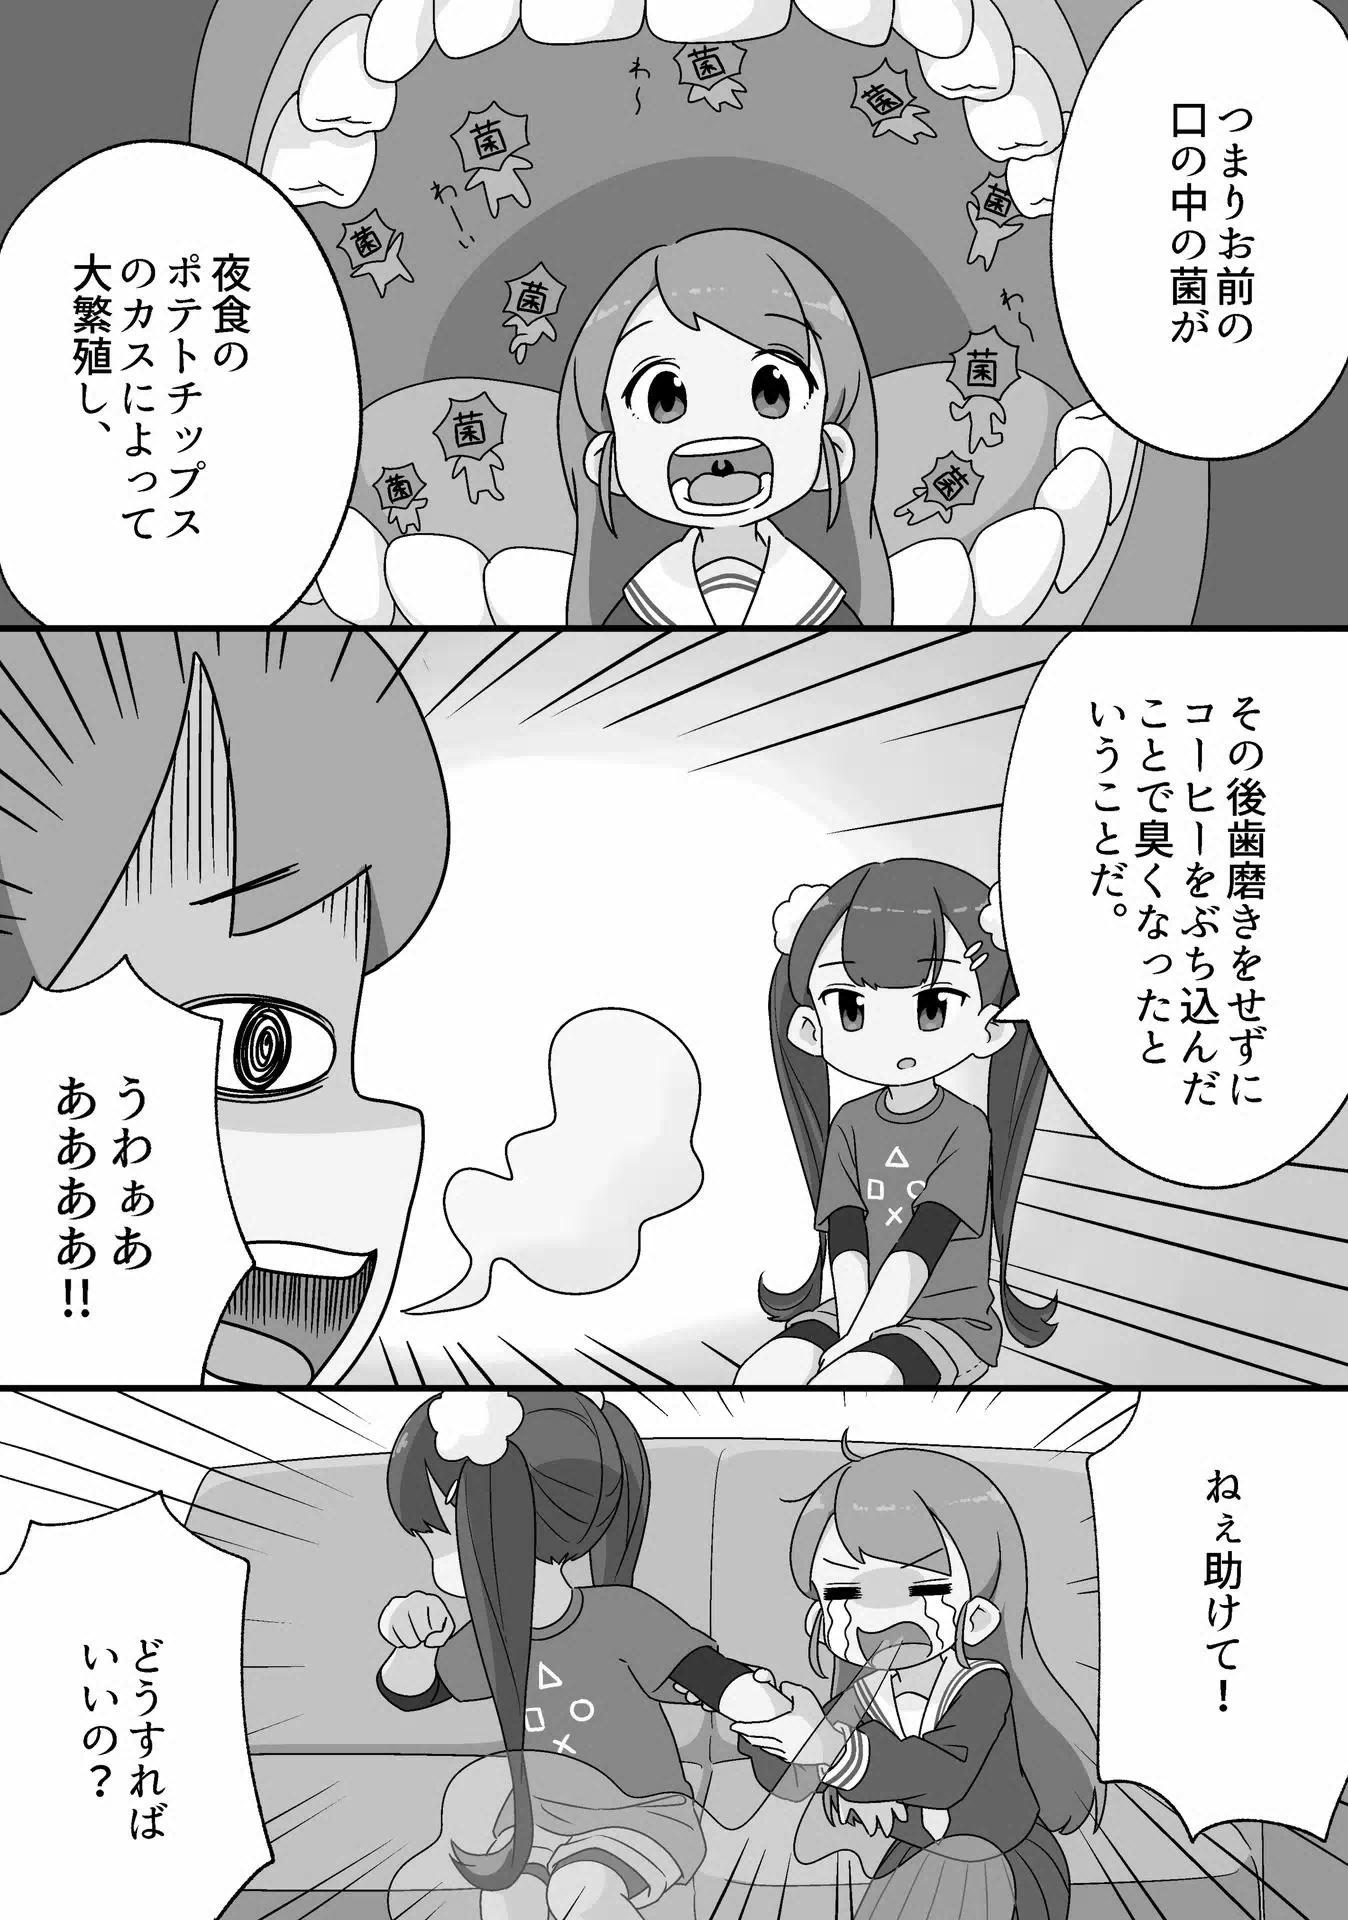 つまりお前の
口の中の菌が
菌
わ〜
菌
菌
菌
わーい
菌
菌
菌
わ〜
菌
菌
菌
菌
夜食の
ポテトチップス
のカスによって
大繁殖し、
その後歯磨きをせずに
コーヒーをぶち込んだ
ことで臭くなったと
いうことだ。
うわぁあ
ああああ!!
ねぇ助けて!
どうすれば
いいの?